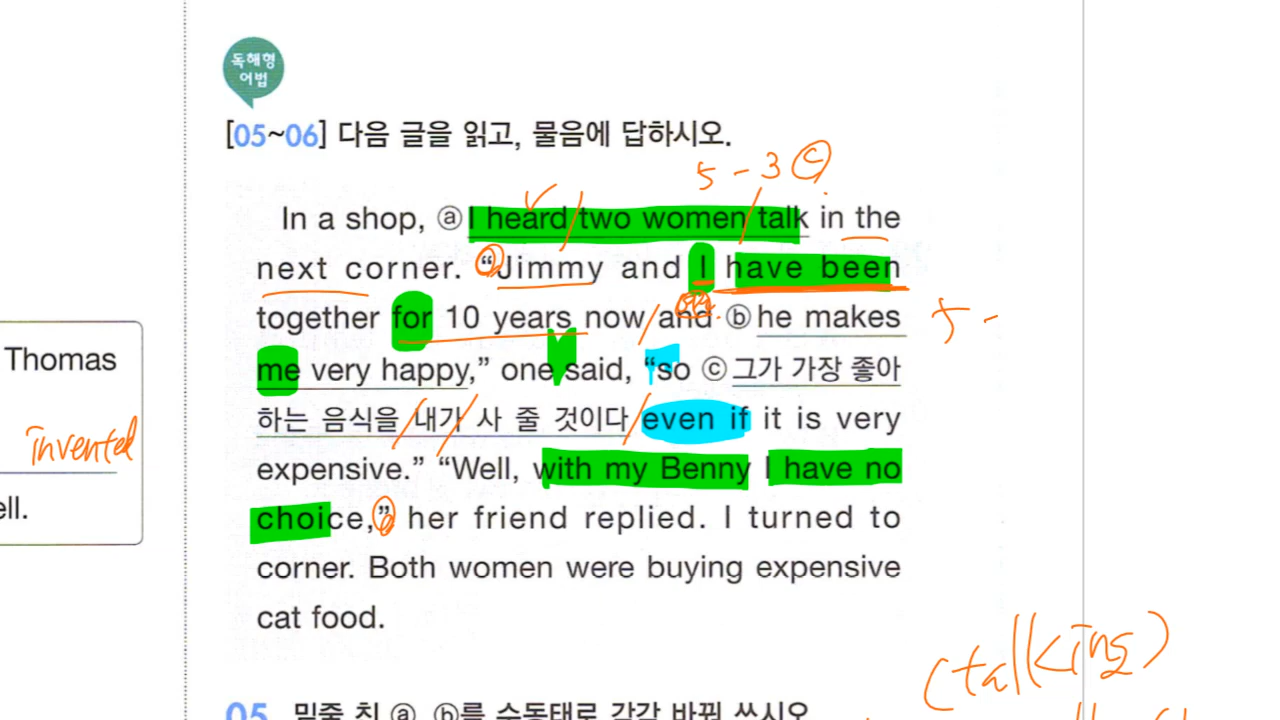 독해형
어법
[05~06] 다음 글을 읽고, 물음에 답하시오.
5-3 ⓒ
In a shop, ⓐ I heard two women talk in the
next corner. “Jimmy and I have been
together for 10 years now and ⓑ he makes
5-
me very happy,” one said, “so ⓒ 그가 가장 좋아
하는 음식을 내가 사 줄 것이다 even if it is very
expensive.” “Well, with my Benny I have no
choice,” her friend replied. I turned to
corner. Both women were buying expensive
cat food.
Thomas
invented
ell.
(talking)
05 밑줄 친 ⓐ, ⓑ를 수동태로 각각 바꿔 쓰시오